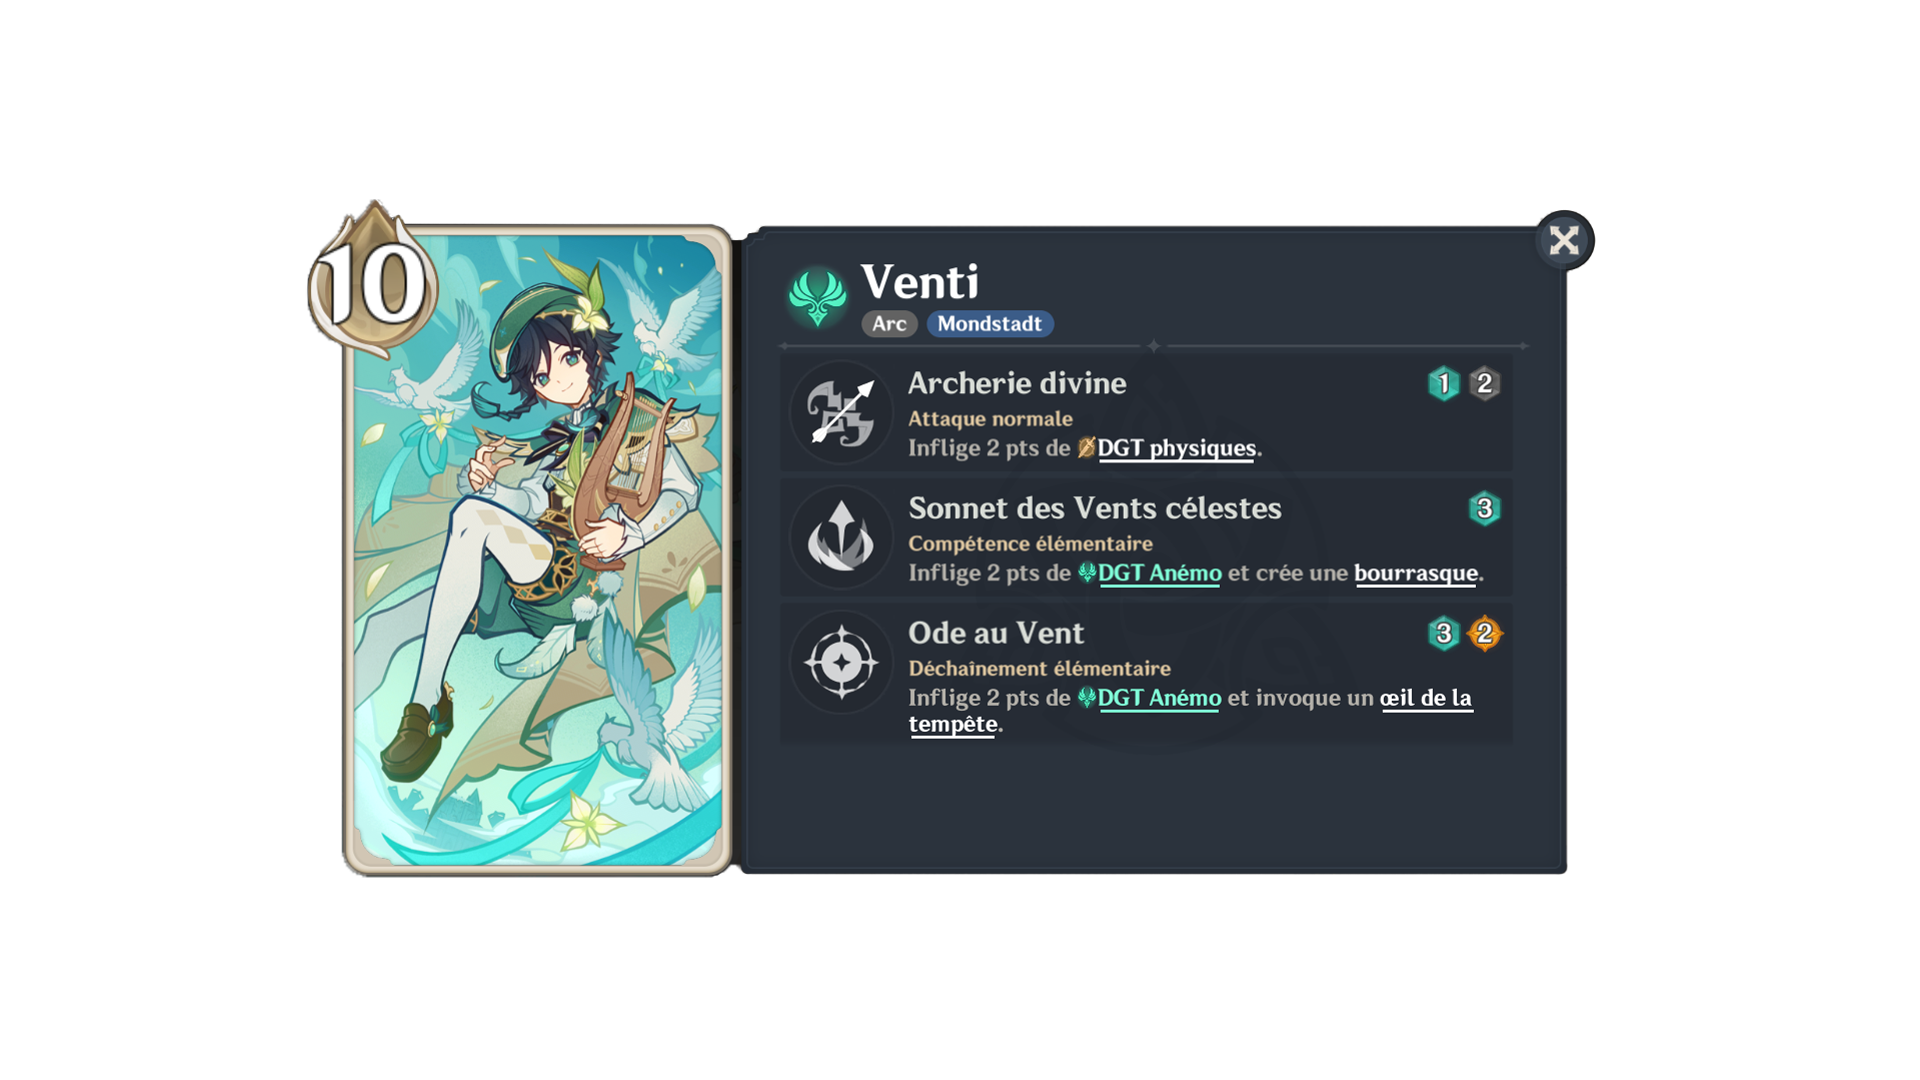 10
Venti
Arc Mondstadt
Archerie divine 1 2
Attaque normale
Inflige 2 pts de DGT physiques.
Sonnet des Vents célestes 3
Compétence élémentaire
Inflige 2 pts de DGT Anémo et crée une bourrasque.
Ode au Vent 3 2
Déchaînement élémentaire
Inflige 2 pts de DGT Anémo et invoque un œil de la
tempête.